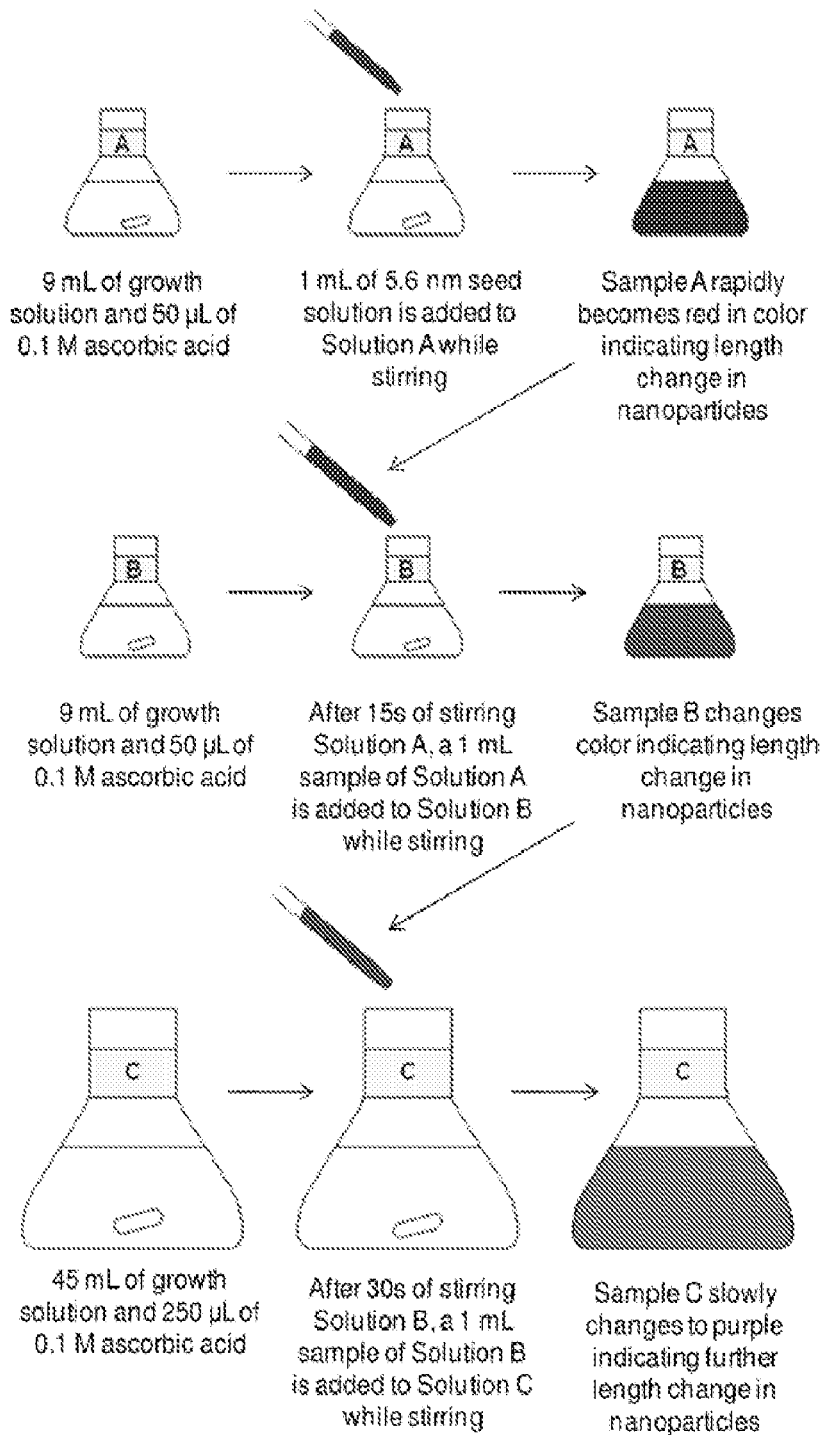 A
A
A
9 mL of growth
solution and 50 µL of
0.1 M ascorbic acid
1 mL of 5.6 nm seed
solution is added to
Solution A while
stirring
Sample A rapidly
becomes red in color
indicating length
change in
nanoparticles
B
B
B
9 mL of growth
solution and 50 µL of
0.1 M ascorbic acid
After 15s of stirring
Solution A, a 1 mL
sample of Solution A
is added to Solution B
while stirring
Sample B changes
color indicating length
change in
nanoparticles
C
C
C
45 mL of growth
solution and 250 µL of
0.1 M ascorbic acid
After 30s of stirring
Solution B, a 1 mL
sample of Solution B
is added to Solution C
while stirring
Sample C slowly
changes to purple
indicating further
length change in
nanoparticles